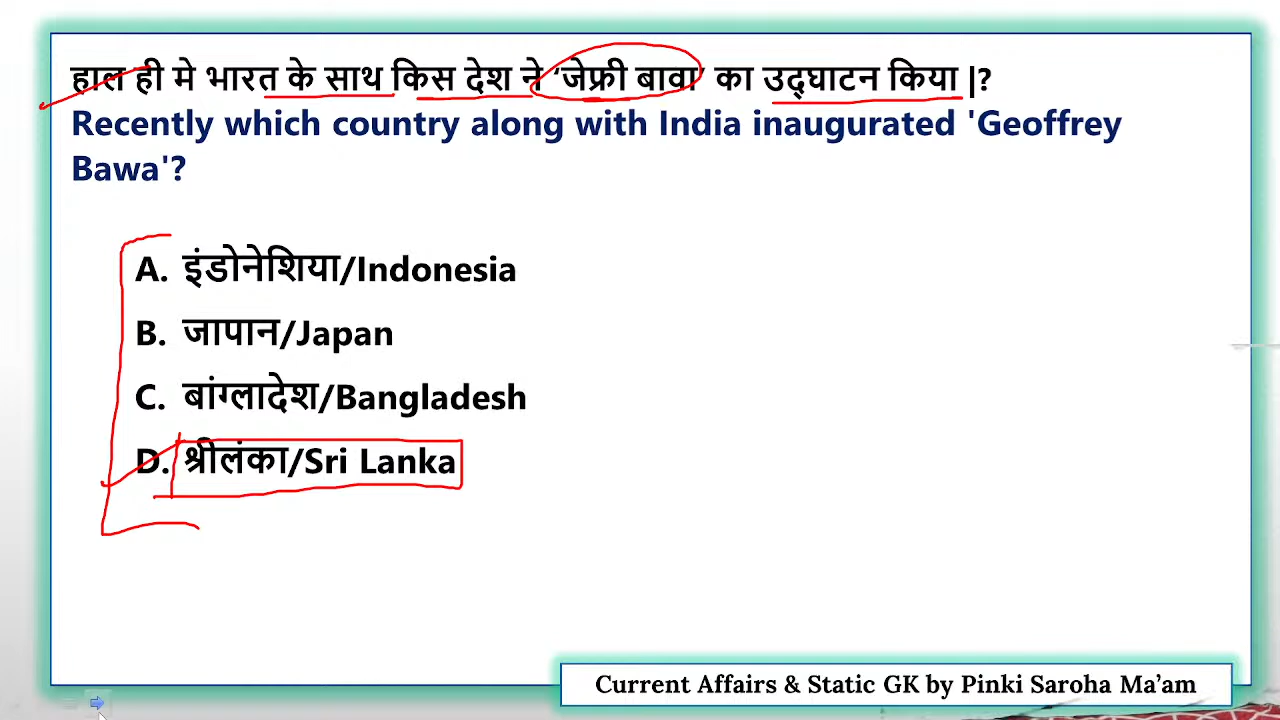 हाल ही मे भारत के साथ किस देश ने ‘जेफ्री बावा’ का उद्घाटन किया |?
Recently which country along with India inaugurated 'Geoffrey
Bawa'?
A. इंडोनेशिया/Indonesia
B. जापान/Japan
C. बांग्लादेश/Bangladesh
D. श्रीलंका/Sri Lanka
Current Affairs & Static GK by Pinki Saroha Ma’am